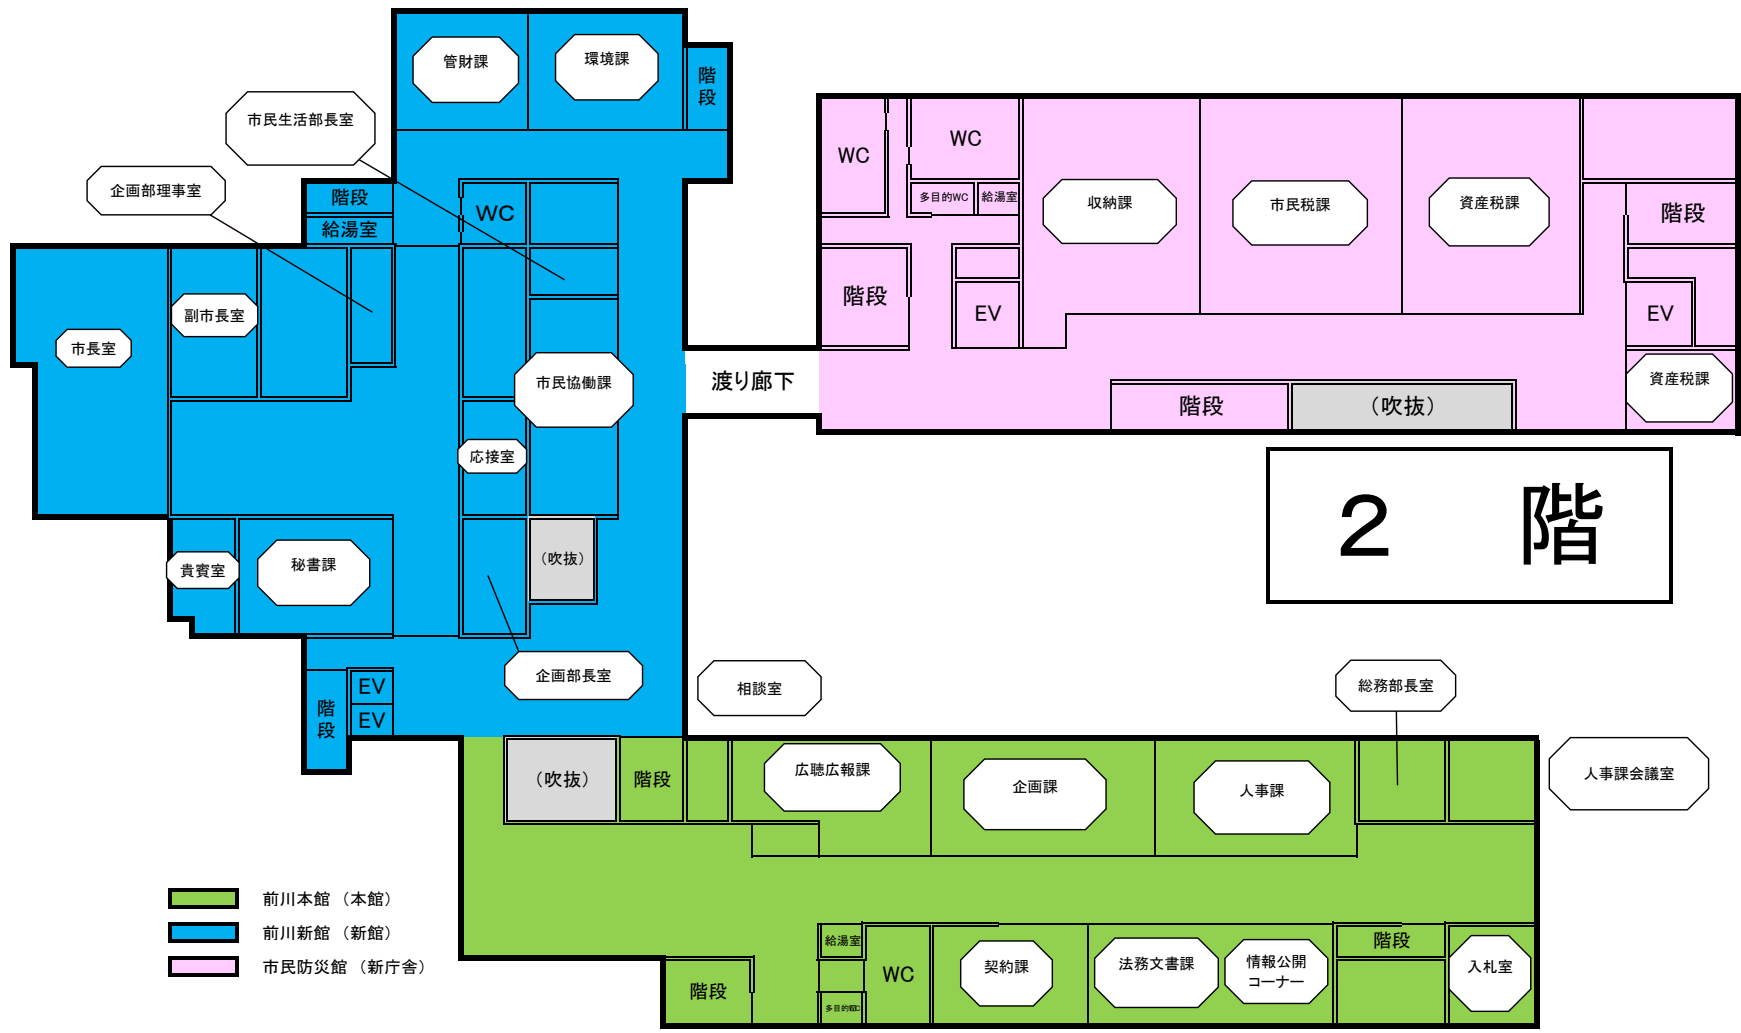 管財課
環境課
階
段
市民生活部長室
企画部理事室
階段
給湯室
WC
市長室
副市長室
市民協働課
応接室
貴賓室
秘書課
（吹抜）
企画部長室
階
段
EV
EV
渡り廊下
WC
WC
多目的WC
給湯室
収納課
市民税課
資産税課
階段
階段
EV
EV
階段
（吹抜）
資産税課
２　階
相談室
総務部長室
（吹抜）
階段
広聴広報課
企画課
人事課
人事課会議室
前川本館（本館）
前川新館（新館）
市民防災館（新庁舎）
階段
給湯室
多目的WC
WC
契約課
法務文書課
情報公開
コーナー
階段
入札室